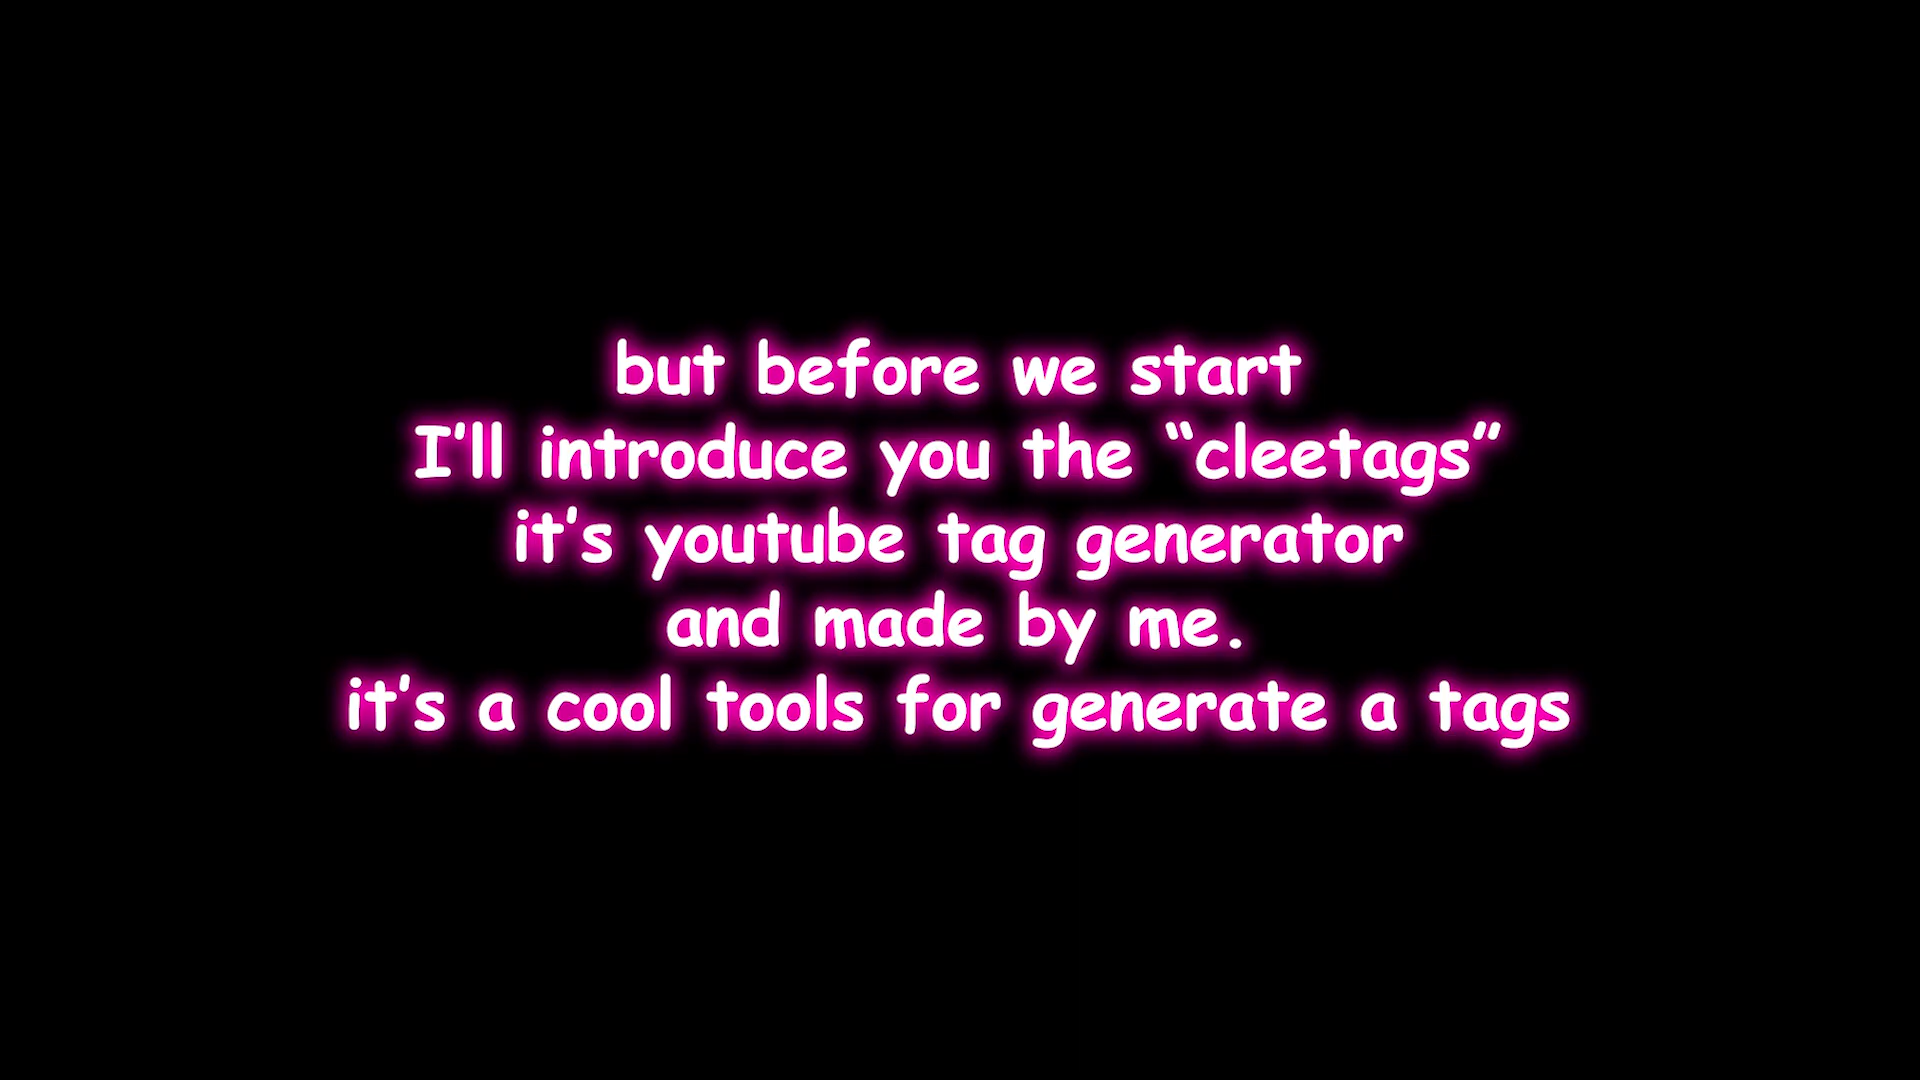 but before we start
I'll introduce you the “cleetags”
it's youtube tag generator
and made by me.
it's a cool tools for generate a tags